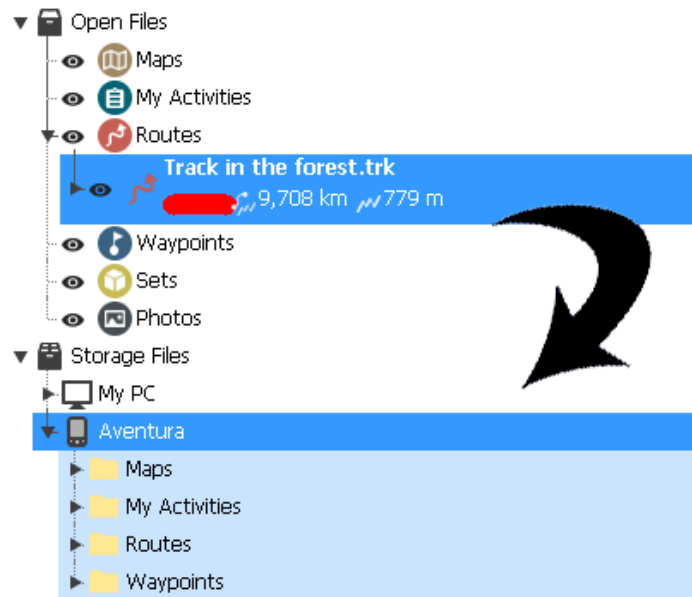 Open Files
Maps
My Activities
Routes
Track in the forest.trk
9,708 km 779 m
Waypoints
Sets
Photos
Storage Files
My PC
Aventura
Maps
My Activities
Routes
Waypoints